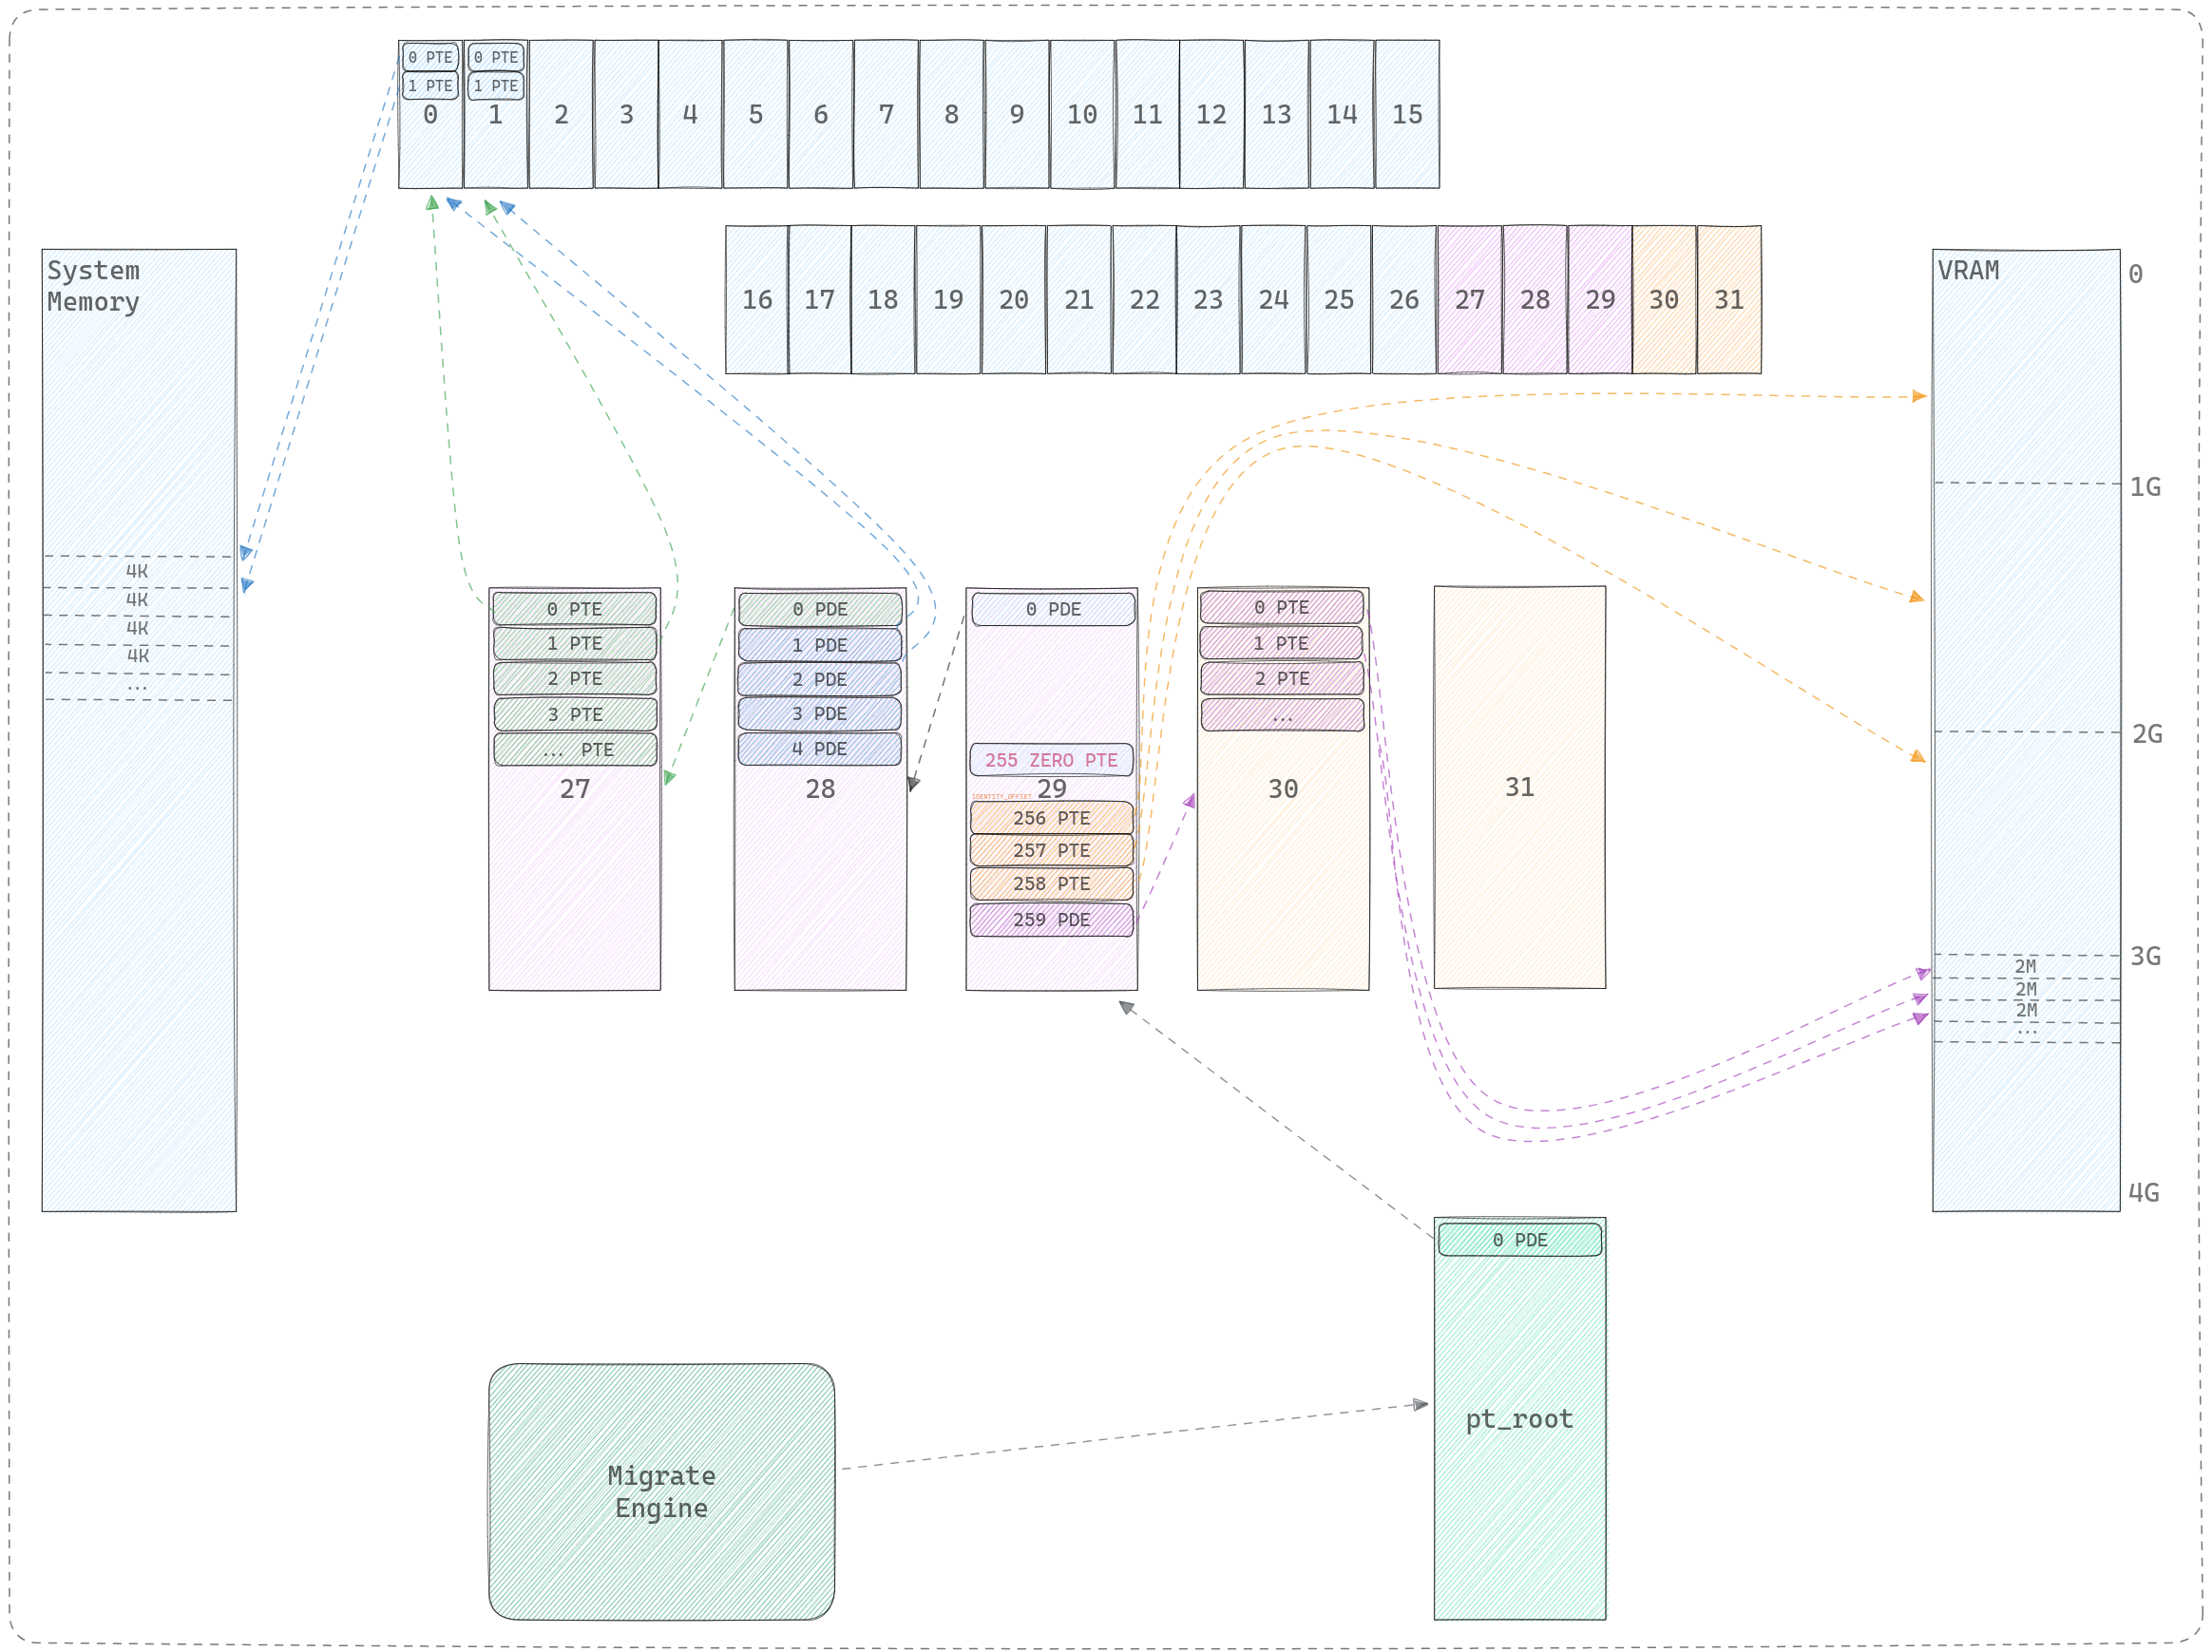 0 PTE
1 PTE
0
0 PTE
1 PTE
1
2
3
4
5
6
7
8
9
10
11
12
13
14
15
16
17
18
19
20
21
22
23
24
25
26
27
28
29
30
31
System
Memory
4K
4K
4K
4K
...
0 PTE
1 PTE
2 PTE
3 PTE
... PTE
27
0 PDE
1 PDE
2 PDE
3 PDE
4 PDE
28
0 PDE
255 ZERO PTE
29
IDENTITY_OFFSET
256 PTE
257 PTE
258 PTE
259 PDE
0 PTE
1 PTE
2 PTE
...
30
31
VRAM
0
1G
2G
3G
2M
2M
2M
...
4G
0 PDE
pt_root
Migrate
Engine